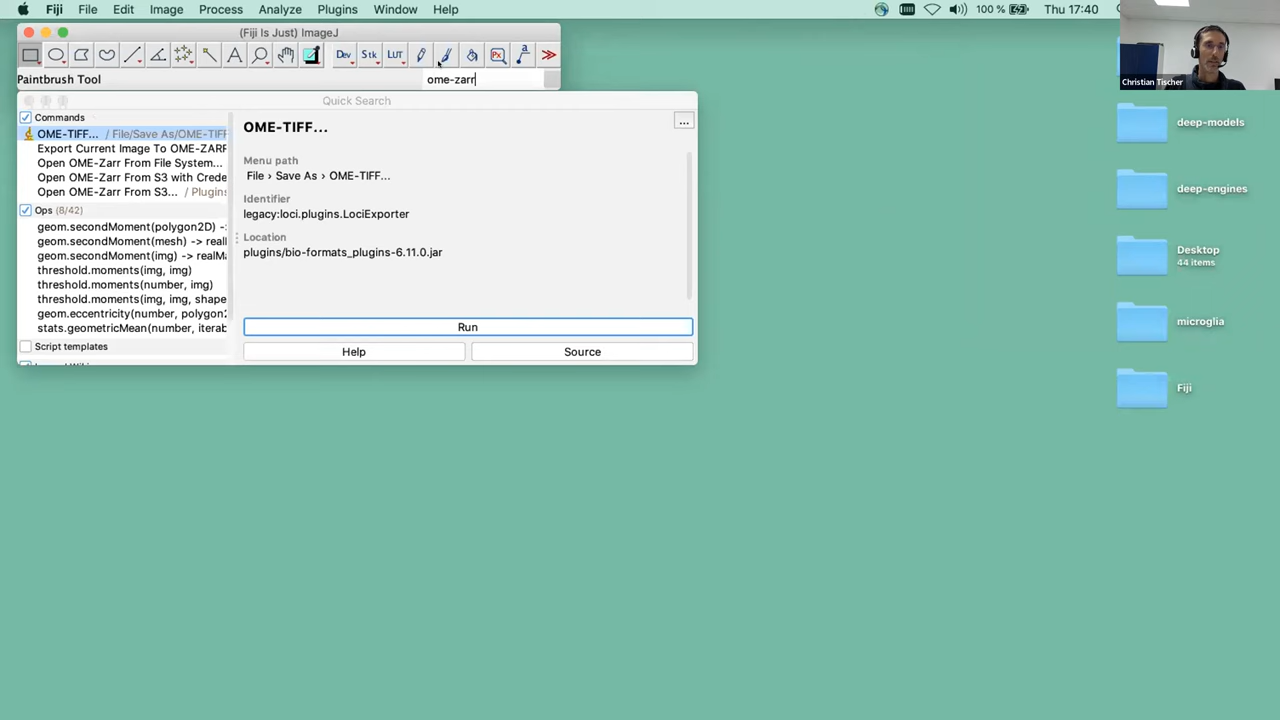 Fiji File Edit Image Process Analyze Plugins Window Help 100 % Thu 17:40
(Fiji Is Just) ImageJ
Dev Stk LUT Px a
Paintbrush Tool ome-zarr
Quick Search
Commands
OME-TIFF... / File/Save As/OME-TIFF
Export Current Image To OME-ZARR
Open OME-Zarr From File System...
Open OME-Zarr From S3 with Crede
Open OME-Zarr From S3... / Plugins
Ops (8/42)
geom.secondMoment(polygon2D) -
geom.secondMoment(mesh) -> real
geom.secondMoment(img) -> realMa
threshold.moments(img, img)
threshold.moments(number, img)
threshold.moments(img, img, shape
geom.eccentricity(number, polygon2
stats.geometricMean(number, iterab
Script templates
OME-TIFF...
...
Menu path
File › Save As › OME-TIFF...
Identifier
legacy:loci.plugins.LociExporter
Location
plugins/bio-formats_plugins-6.11.0.jar
Run
Help Source
Christian Tischer
deep-models
deep-engines
Desktop
44 items
microglia
Fiji